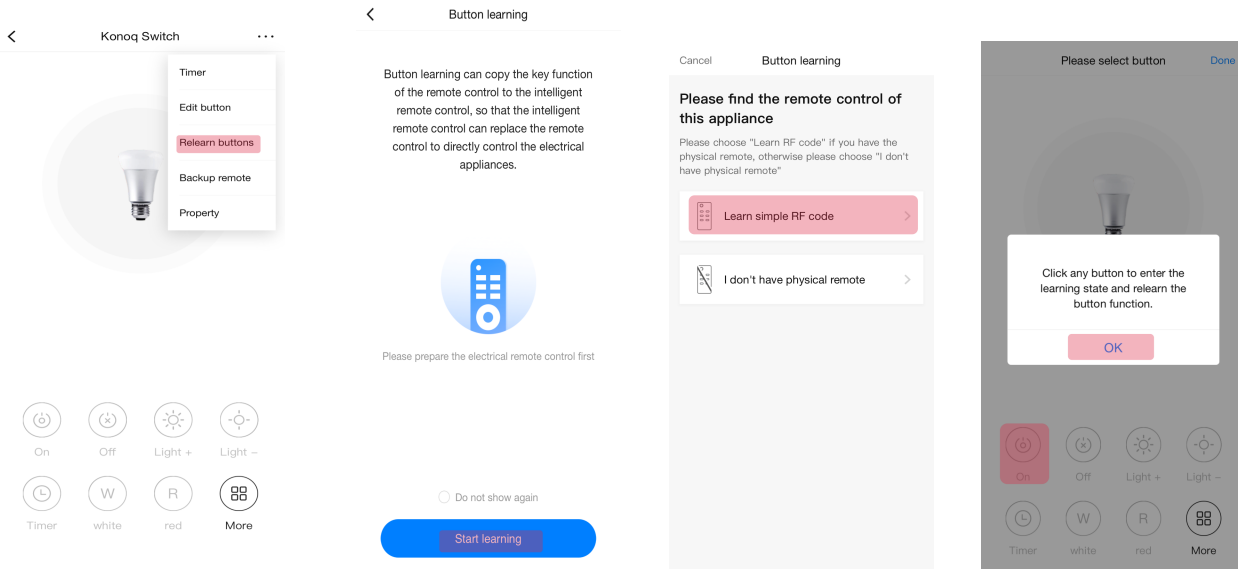 Konoq Switch
Timer
Edit button
Relearn buttons
Backup remote
Property
On
Off
Light +
Light −
Timer
W
white
R
red
More
Button learning
Button learning can copy the key function
of the remote control to the intelligent
remote control, so that the intelligent
remote control can replace the remote
control to directly control the electrical
appliances.
Please prepare the electrical remote control first
Do not show again
Start learning
Cancel
Button learning
Please find the remote control of
this appliance
Please choose "Learn RF code" if you have the
physical remote, otherwise please choose "I don't
have physical remote"
Learn simple RF code
I don't have physical remote
Please select button
Done
Click any button to enter the
learning state and relearn the
button function.
OK
On
Off
Light +
Light −
Timer
W
white
R
red
More